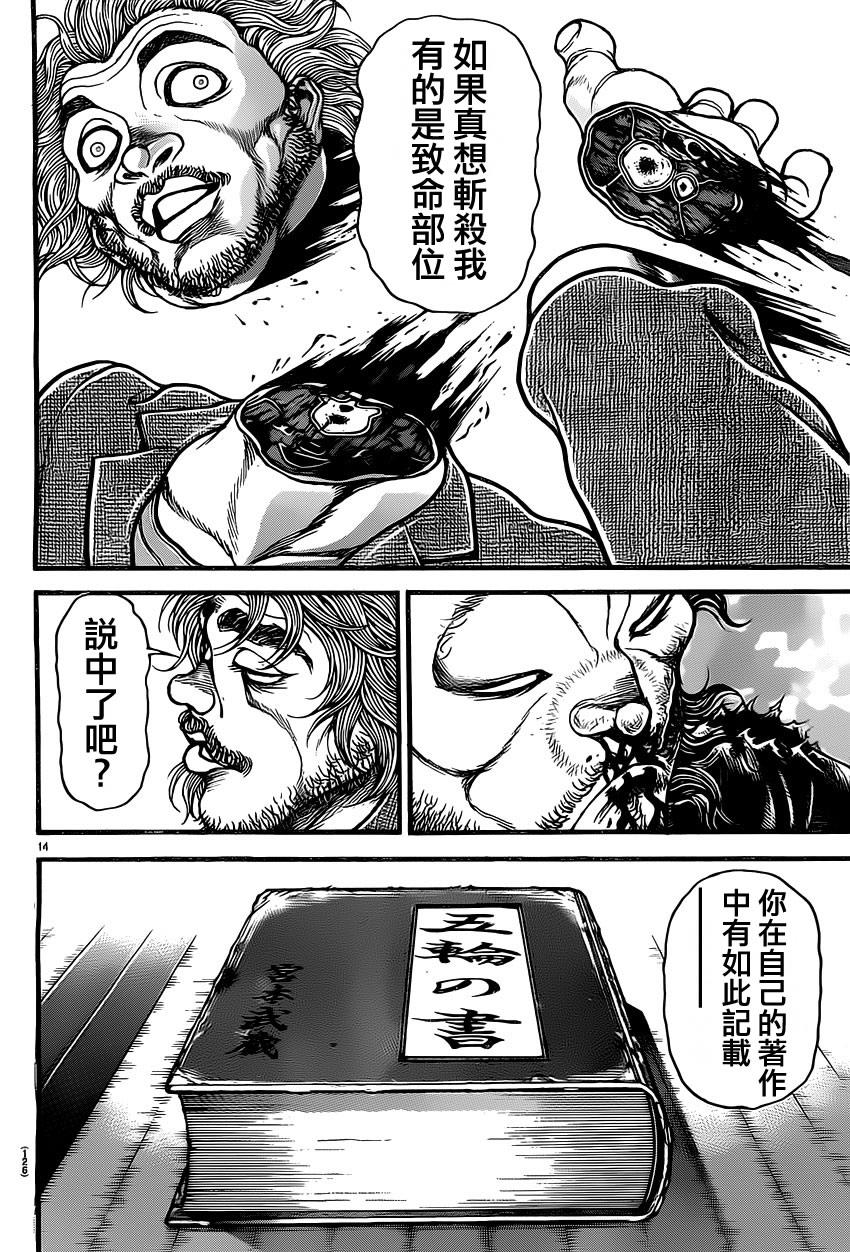 如果真想斬殺我
有的是致命部位
說中了吧？
14
你在自己的著作
中有如此記載——
五輪の書
宮本武蔵
(126)